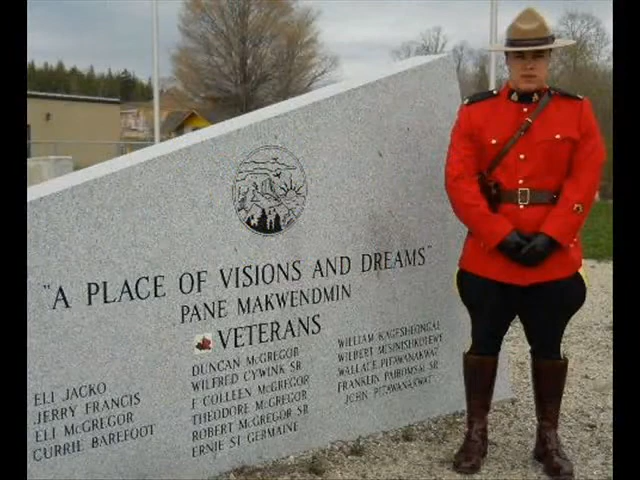 "A PLACE OF VISIONS AND DREAMS"
PANE MAKWENDMIN
VETERANS
ELI JACKO
JERRY FRANCIS
ELI McGREGOR
CURRIE BAREFOOT
DUNCAN McGREGOR
WILFRED CYWINK SR
F COLLEEN McGREGOR
THEODORE McGREGOR
ROBERT McGREGOR SR
ERNIE ST GERMAINE
WILLIAM
WILBERT
WALLACE PITAWANAKWAT
FRANKLIN PAIBOMSAI SR
JOHN PITAWANAKWAT